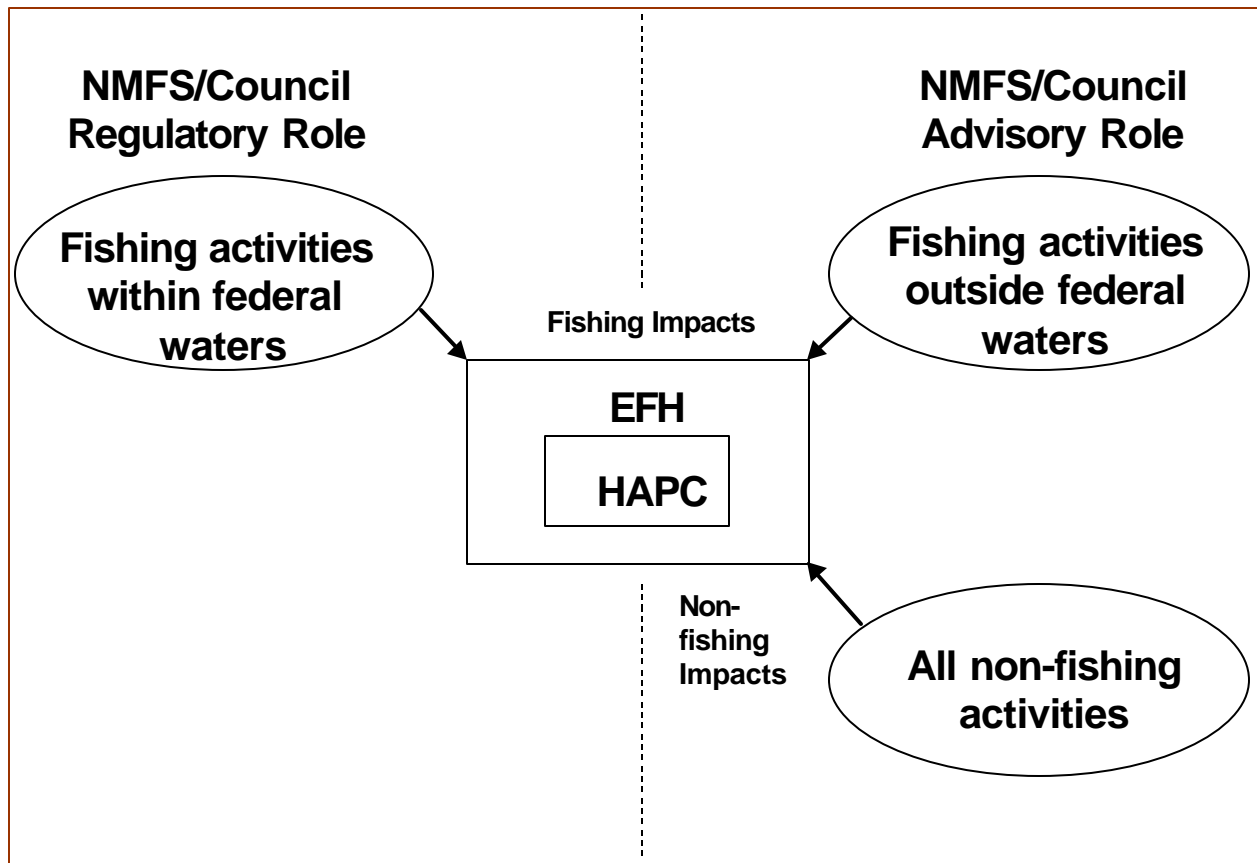 NMFS/Council
Regulatory Role
NMFS/Council
Advisory Role
Fishing activities
within federal
waters
Fishing activities
outside federal
waters
Fishing Impacts
EFH
HAPC
Non-
fishing
Impacts
All non-fishing
activities